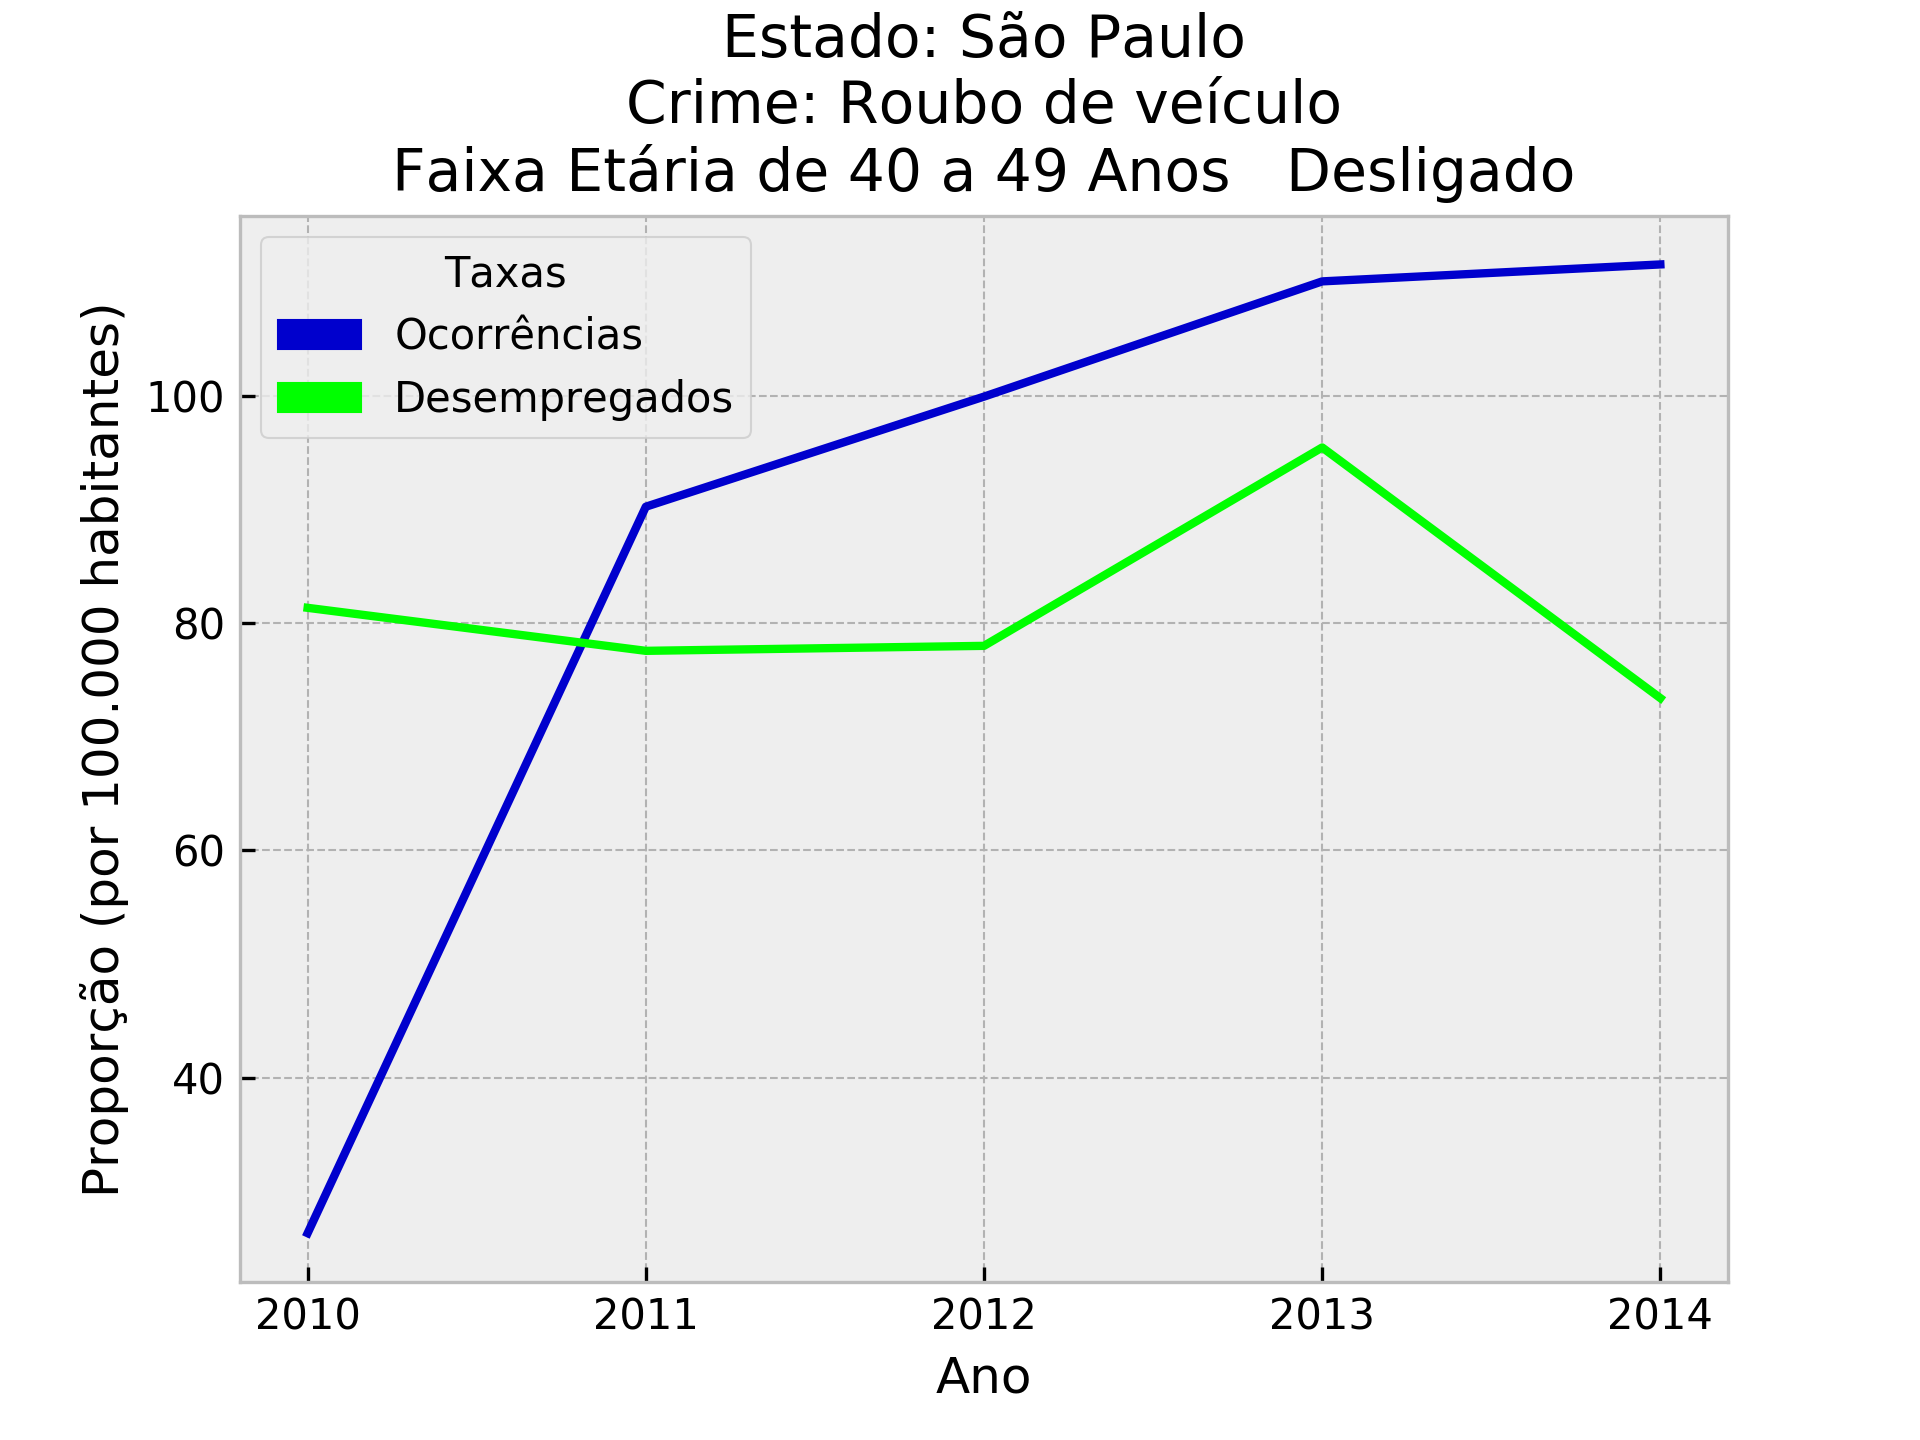 Estado: São Paulo
Crime: Roubo de veículo
Faixa Etária de 40 a 49 Anos   Desligado
Taxas
Ocorrências
Desempregados
Proporção (por 100.000 habitantes)
100
80
60
40
2010 2011 2012 2013 2014
Ano